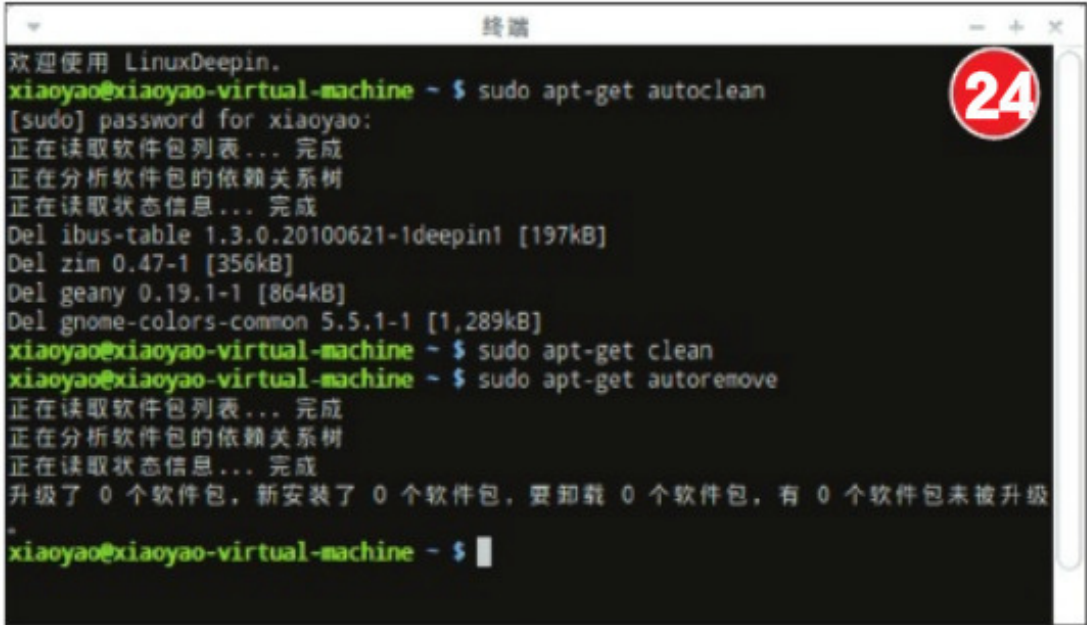 终端
欢迎使用 LinuxDeepin.
24
xiaoyao@xiaoyao-virtual-machine ~ $ sudo apt-get autoclean
[sudo] password for xiaoyao:
正在读取软件包列表... 完成
正在分析软件包的依赖关系树
正在读取状态信息... 完成
Del ibus-table 1.3.0.20100621-1deepin1 [197kB]
Del zim 0.47-1 [356kB]
Del geany 0.19.1-1 [864kB]
Del gnome-colors-common 5.5.1-1 [1,289kB]
xiaoyao@xiaoyao-virtual-machine ~ $ sudo apt-get clean
xiaoyao@xiaoyao-virtual-machine ~ $ sudo apt-get autoremove
正在读取软件包列表... 完成
正在分析软件包的依赖关系树
正在读取状态信息... 完成
升级了 0 个软件包，新安装了 0 个软件包，要卸载 0 个软件包，有 0 个软件包未被升级
。
xiaoyao@xiaoyao-virtual-machine ~ $